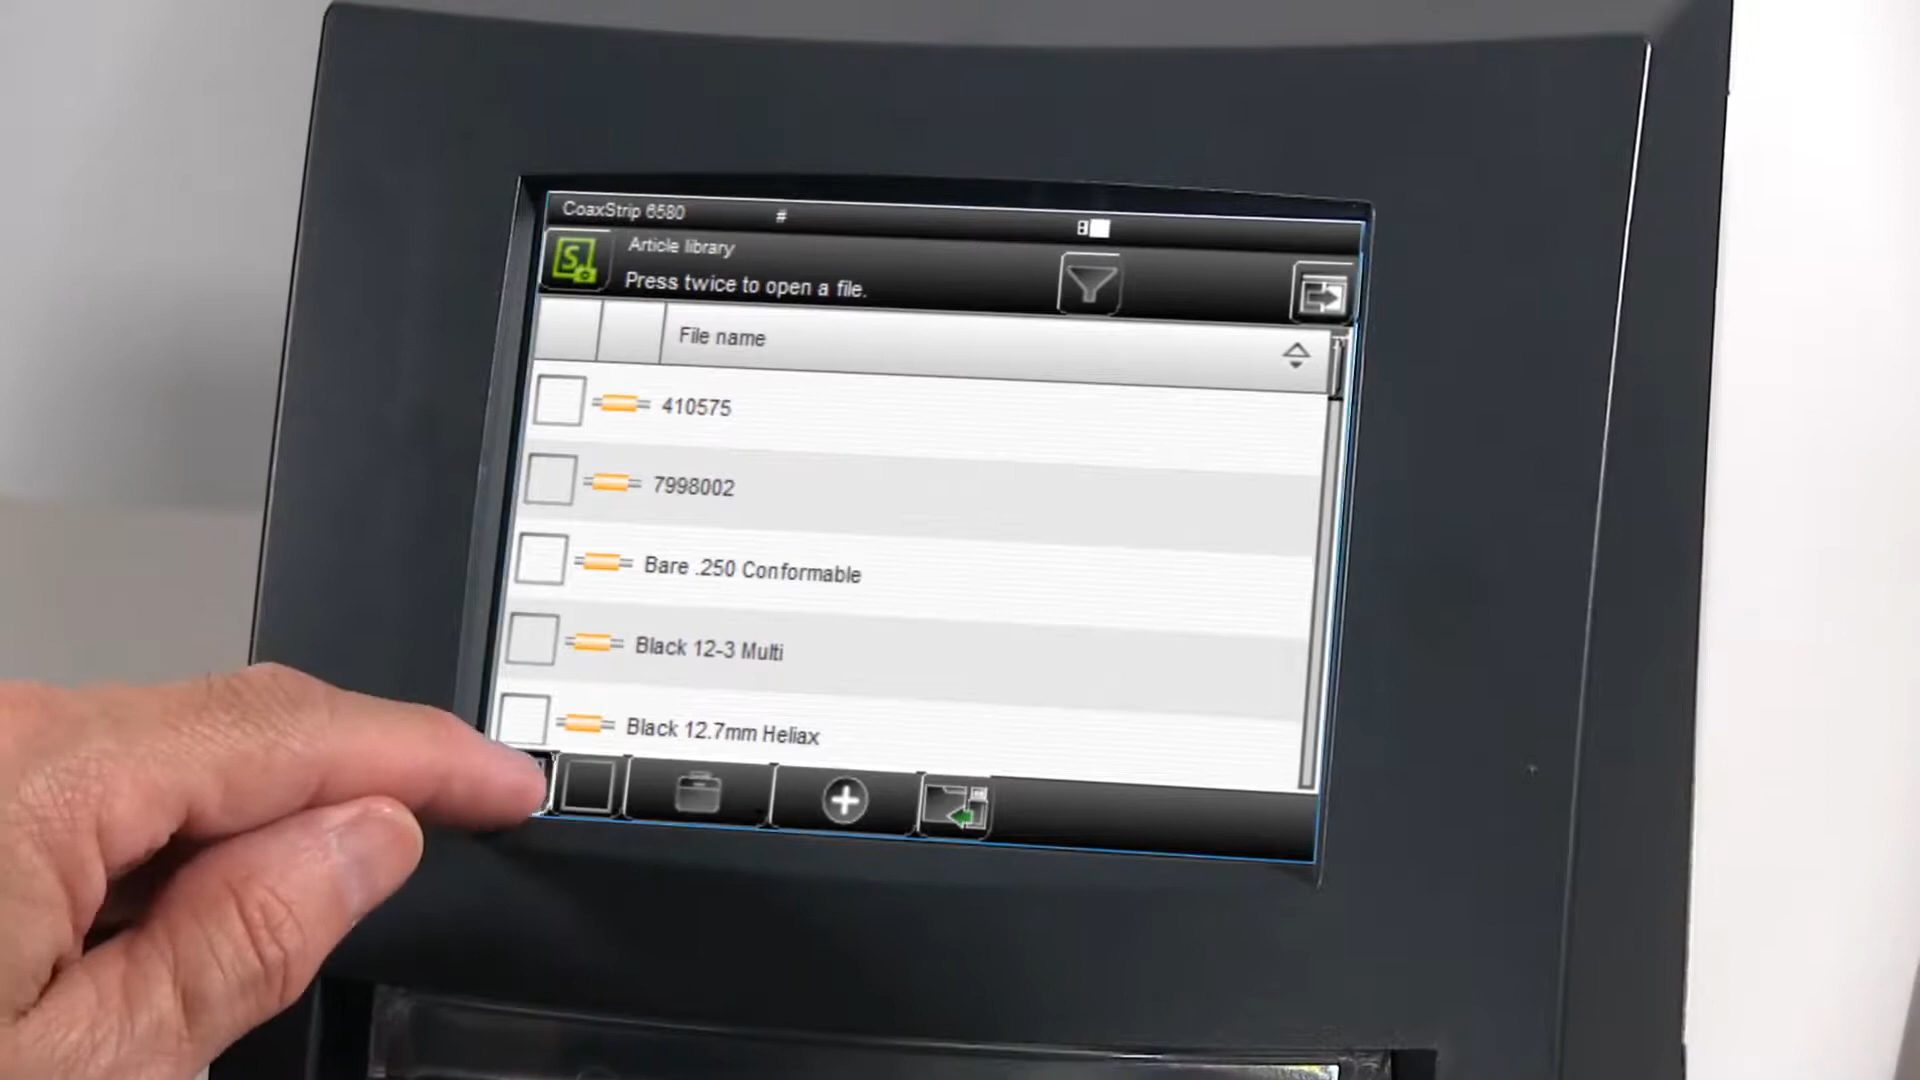 CoaxStrip 6580
#
Article library
Press twice to open a file.
File name
410575
7998002
Bare .250 Conformable
Black 12-3 Multi
Black 12.7mm Heliax